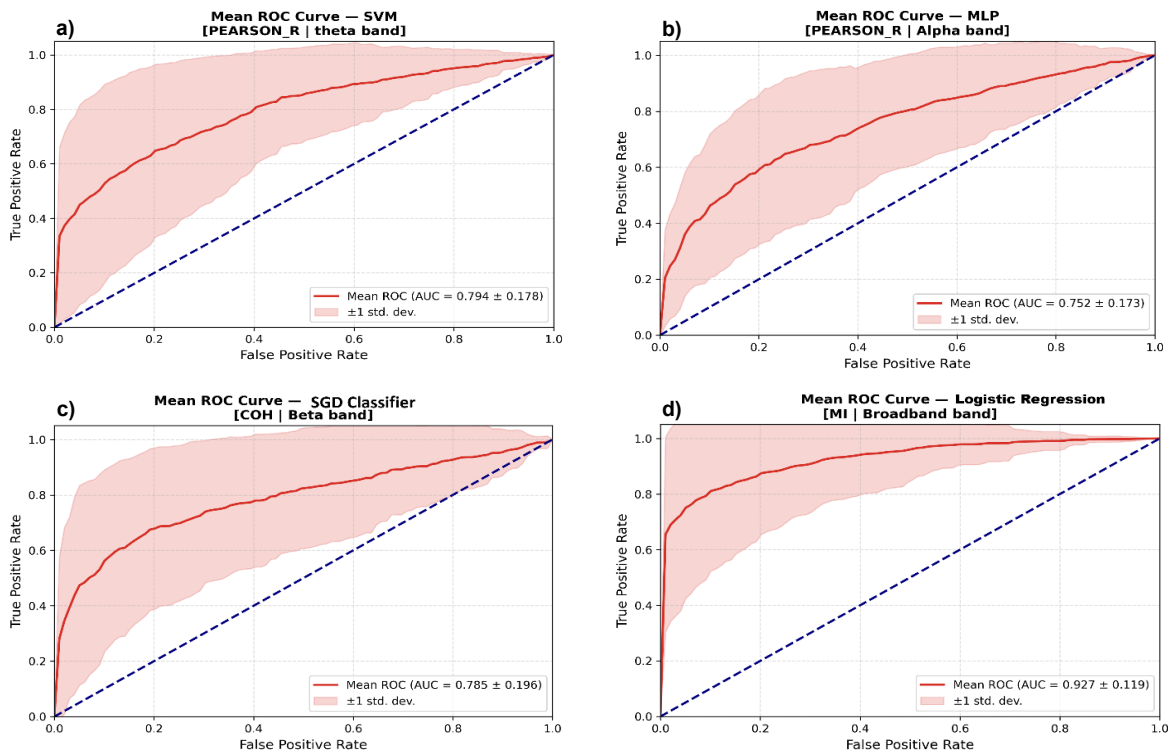 a)
Mean ROC Curve — SVM
[PEARSON_R | theta band]
1.0
0.8
0.6
0.4
0.2
0.0
True Positive Rate
Mean ROC (AUC = 0.794 ± 0.178)
±1 std. dev.
0.0 0.2 0.4 0.6 0.8 1.0
False Positive Rate
b)
Mean ROC Curve — MLP
[PEARSON_R | Alpha band]
1.0
0.8
0.6
0.4
0.2
0.0
True Positive Rate
Mean ROC (AUC = 0.752 ± 0.173)
±1 std. dev.
0.0 0.2 0.4 0.6 0.8 1.0
False Positive Rate
c)
Mean ROC Curve — SGD Classifier
[COH | Beta band]
1.0
0.8
0.6
0.4
0.2
0.0
True Positive Rate
Mean ROC (AUC = 0.785 ± 0.196)
±1 std. dev.
0.0 0.2 0.4 0.6 0.8 1.0
False Positive Rate
d)
Mean ROC Curve — Logistic Regression
[MI | Broadband band]
1.0
0.8
0.6
0.4
0.2
0.0
True Positive Rate
Mean ROC (AUC = 0.927 ± 0.119)
±1 std. dev.
0.0 0.2 0.4 0.6 0.8 1.0
False Positive Rate